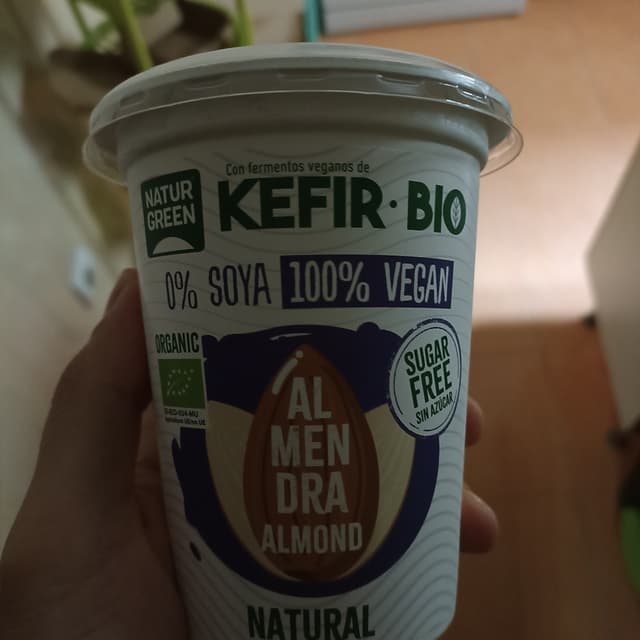 Con fermentos veganos de
NATUR
GREEN
KEFIR · BIO
0% SOYA 100% VEGAN
ORGANIC
SUGAR
FREE
SIN AZÚCAR
AL
MEN
DRA
ALMOND
NATURAL